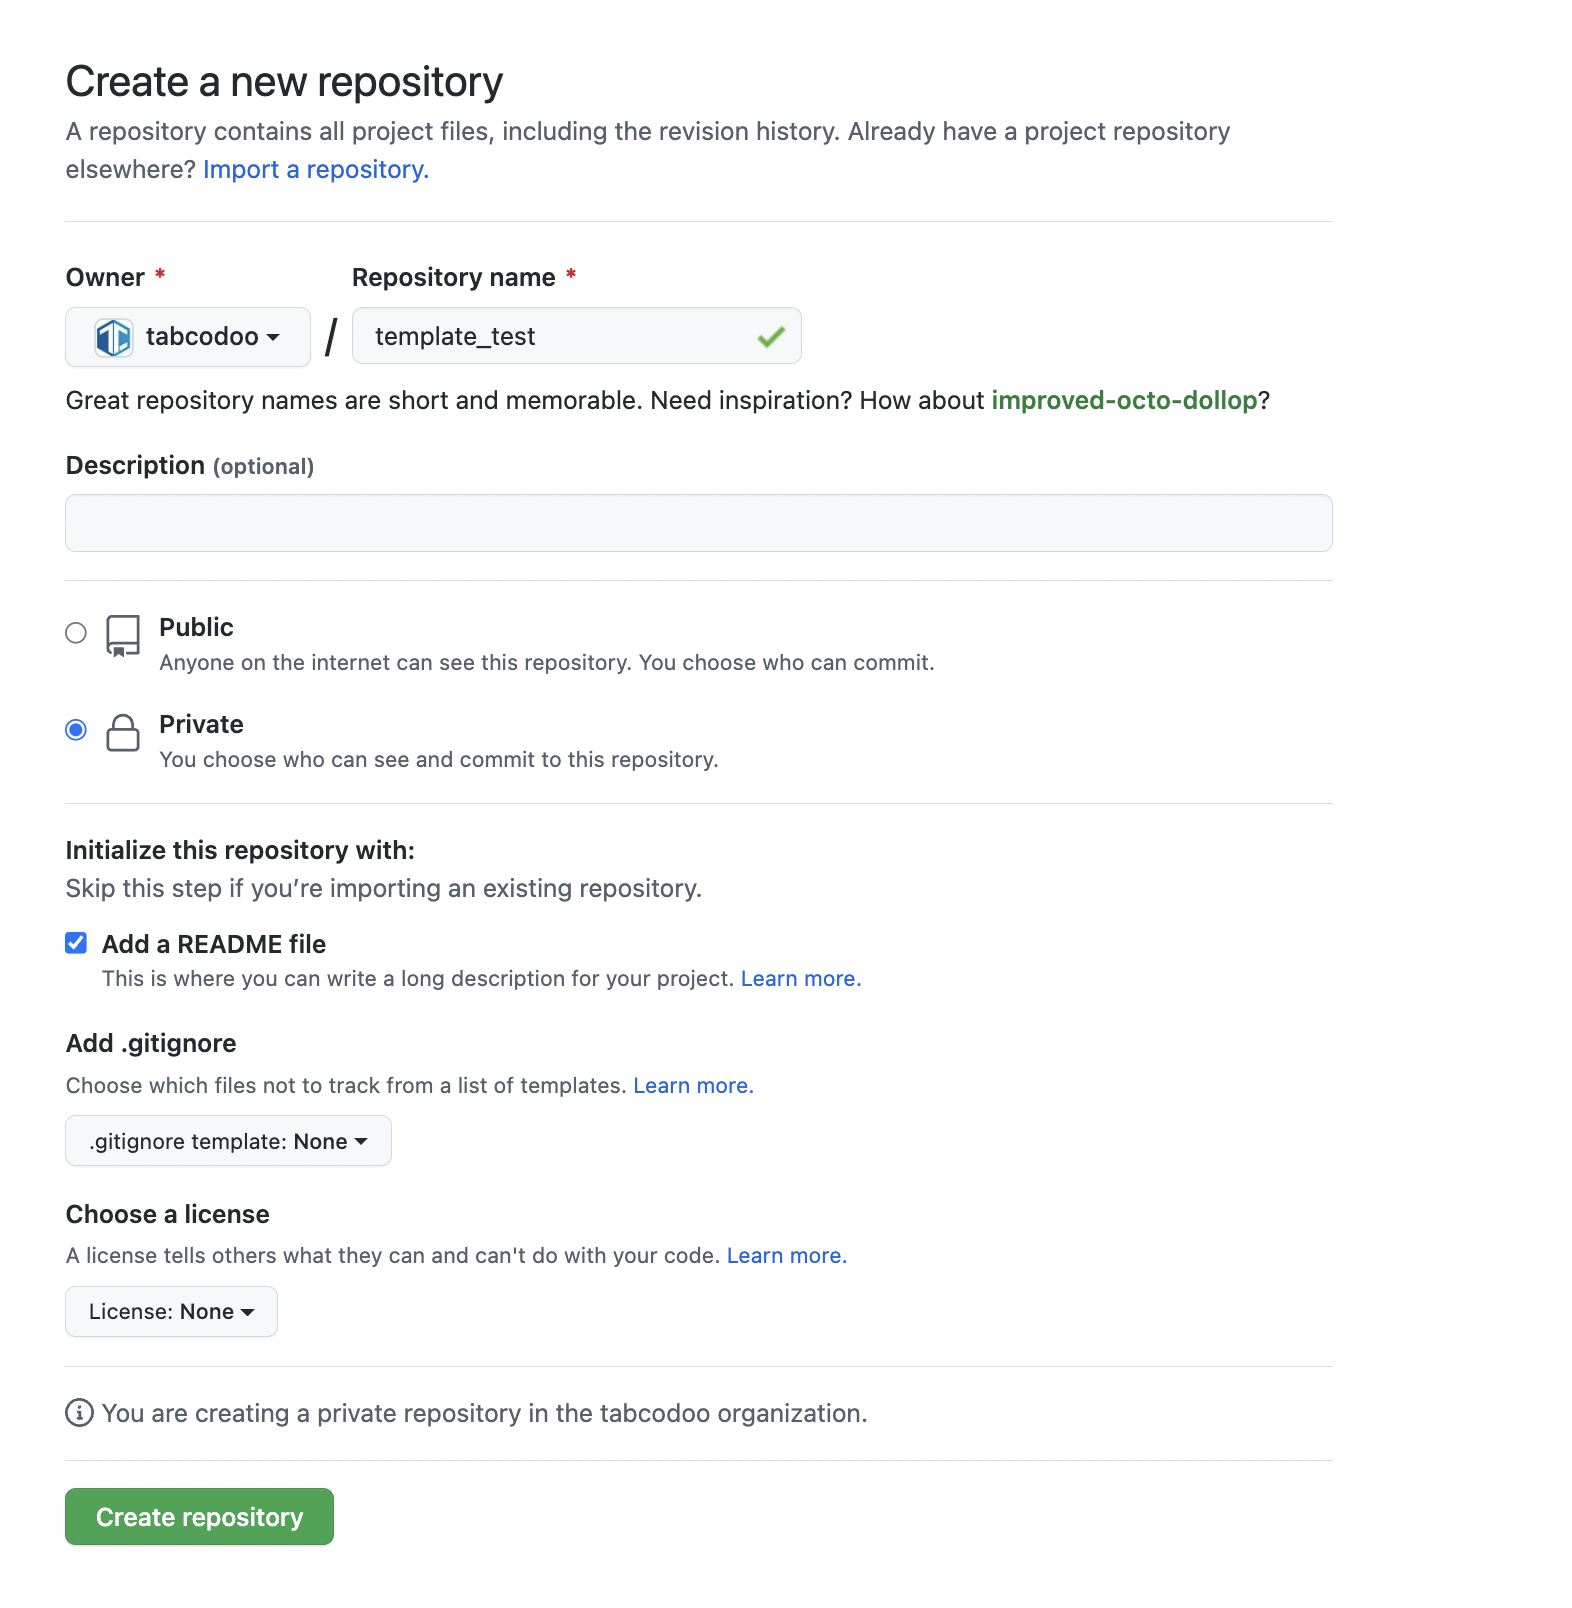 Create a new repository
A repository contains all project files, including the revision history. Already have a project repository
elsewhere? Import a repository.
Owner * Repository name *
tabcodoo / template_test
Great repository names are short and memorable. Need inspiration? How about improved-octo-dollop?
Description (optional)
Public
Anyone on the internet can see this repository. You choose who can commit.
Private
You choose who can see and commit to this repository.
Initialize this repository with:
Skip this step if you’re importing an existing repository.
Add a README file
This is where you can write a long description for your project. Learn more.
Add .gitignore
Choose which files not to track from a list of templates. Learn more.
.gitignore template: None
Choose a license
A license tells others what they can and can't do with your code. Learn more.
License: None
You are creating a private repository in the tabcodoo organization.
Create repository